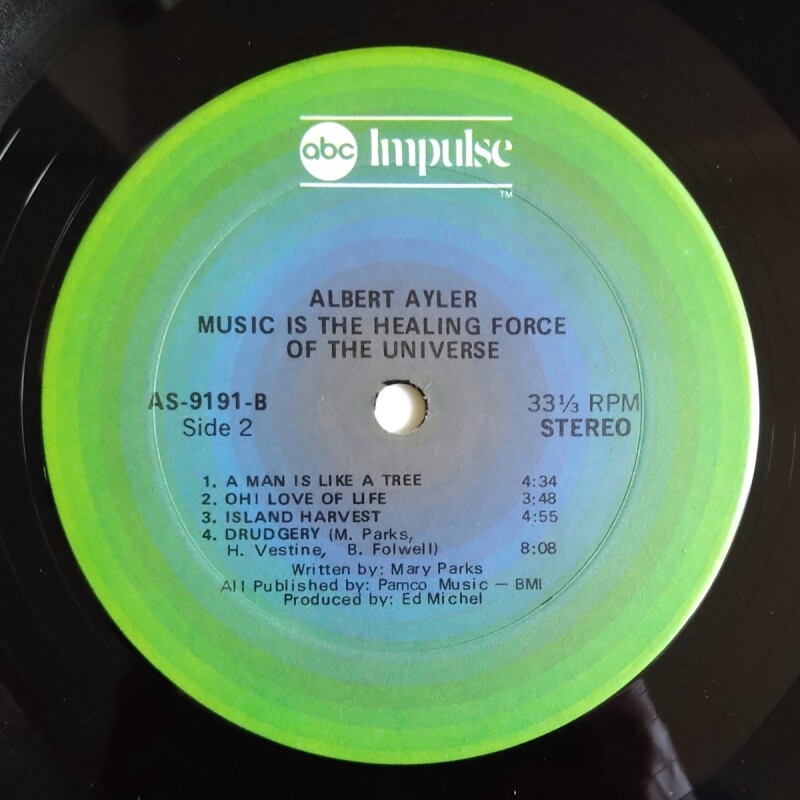 abc Impulse
TM
ALBERT AYLER
MUSIC IS THE HEALING FORCE
OF THE UNIVERSE
AS-9191-B 33⅓ RPM
Side 2 STEREO
1. A MAN IS LIKE A TREE 4:34
2. OH! LOVE OF LIFE 3:48
3. ISLAND HARVEST 4:55
4. DRUDGERY (M. Parks,
H. Vestine, B. Folwell) 8:08
Written by: Mary Parks
All Published by: Pamco Music — BMI
Produced by: Ed Michel